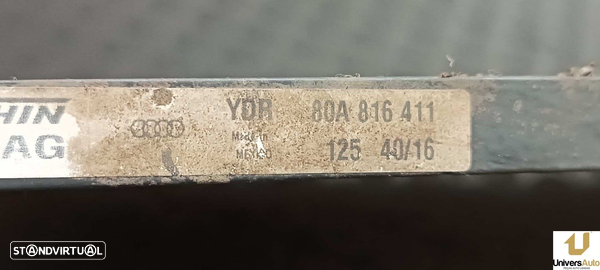 HIN YDR 80A 816 411
AG MADE IN 125 40/16
MEXICO
STANDVIRTUAL
UniversAuto